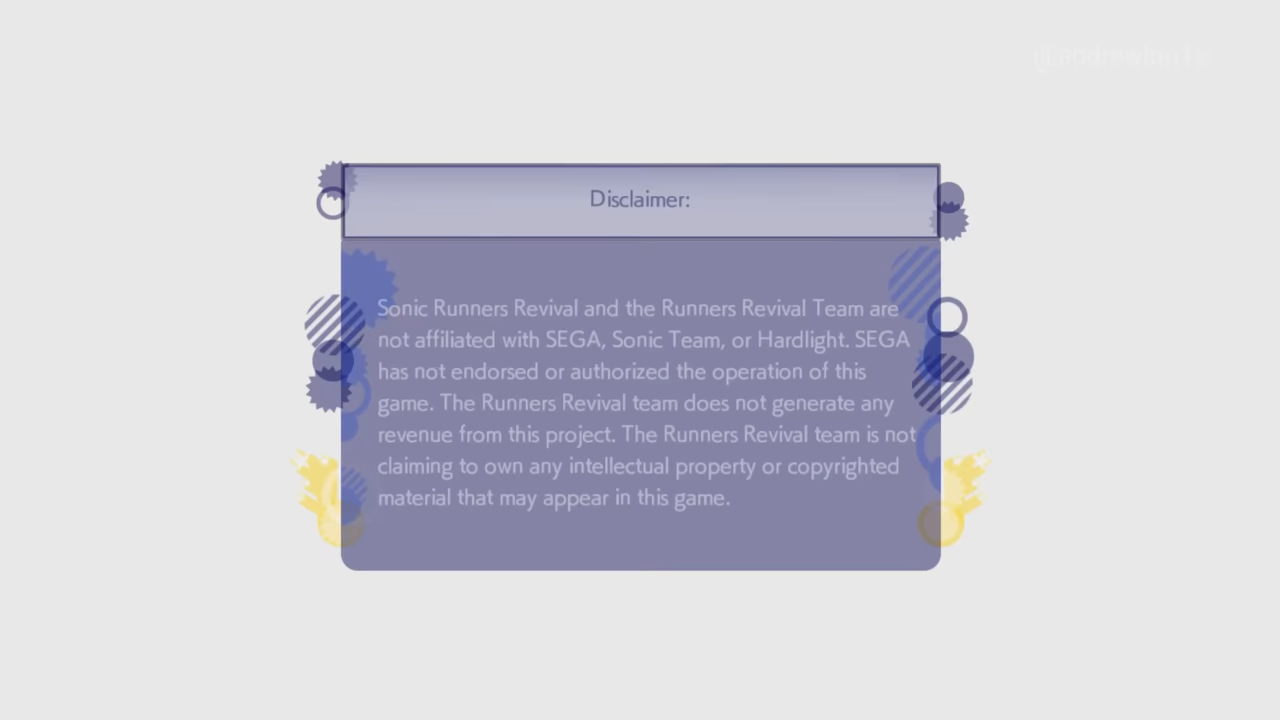 Disclaimer:
Sonic Runners Revival and the Runners Revival Team are
not affiliated with SEGA, Sonic Team, or Hardlight. SEGA
has not endorsed or authorized the operation of this
game. The Runners Revival team does not generate any
revenue from this project. The Runners Revival team is not
claiming to own any intellectual property or copyrighted
material that may appear in this game.